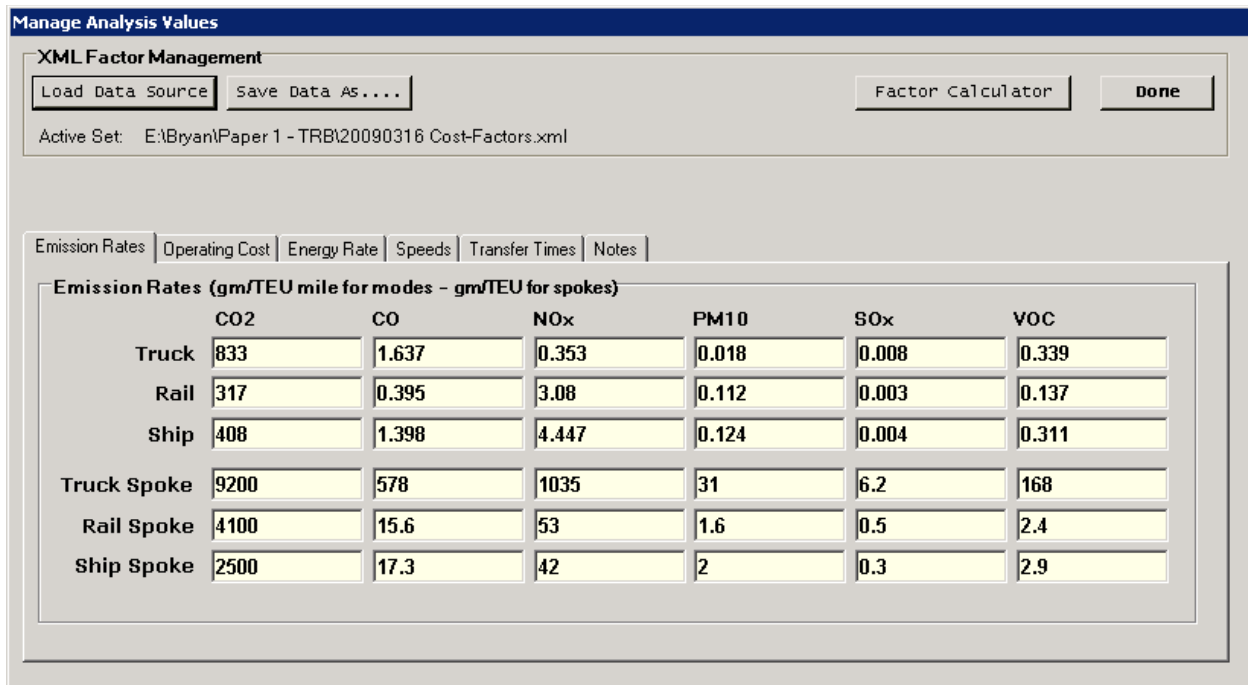 Manage Analysis Values
XML Factor Management
Load Data Source Save Data As.... Factor Calculator Done
Active Set: E:\Bryan\Paper 1 - TRB\20090316 Cost-Factors.xml
Emission Rates Operating Cost Energy Rate Speeds Transfer Times Notes
Emission Rates (gm/TEU mile for modes - gm/TEU for spokes)
CO2 CO NOx PM10 SOx VOC
Truck 833 1.637 0.353 0.018 0.008 0.339
Rail 317 0.395 3.08 0.112 0.003 0.137
Ship 408 1.398 4.447 0.124 0.004 0.311
Truck Spoke 9200 578 1035 31 6.2 168
Rail Spoke 4100 15.6 53 1.6 0.5 2.4
Ship Spoke 2500 17.3 42 2 0.3 2.9